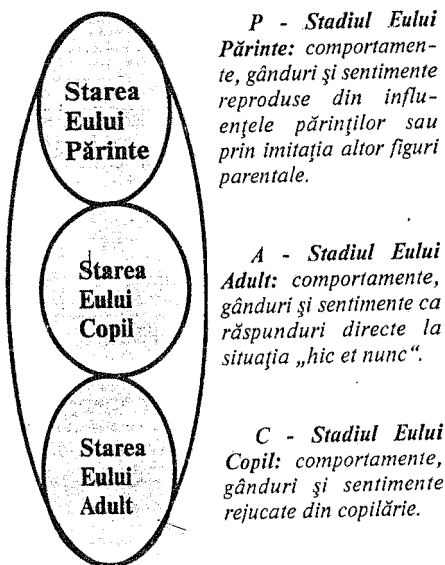 Starea
Eului
Părinte
Starea
Eului
Copil
Starea
Eului
Adult
P - Stadiul Eului
Părinte: comportamen-
te, gânduri şi sentimente
reproduse din influ-
enţele părinţilor sau
prin imitaţia altor figuri
parentale.
A - Stadiul Eului
Adult: comportamente,
gânduri şi sentimente ca
răspunduri directe la
situaţia „hic et nunc“.
C - Stadiul Eului
Copil: comportamente,
gânduri şi sentimente
rejucate din copilărie.